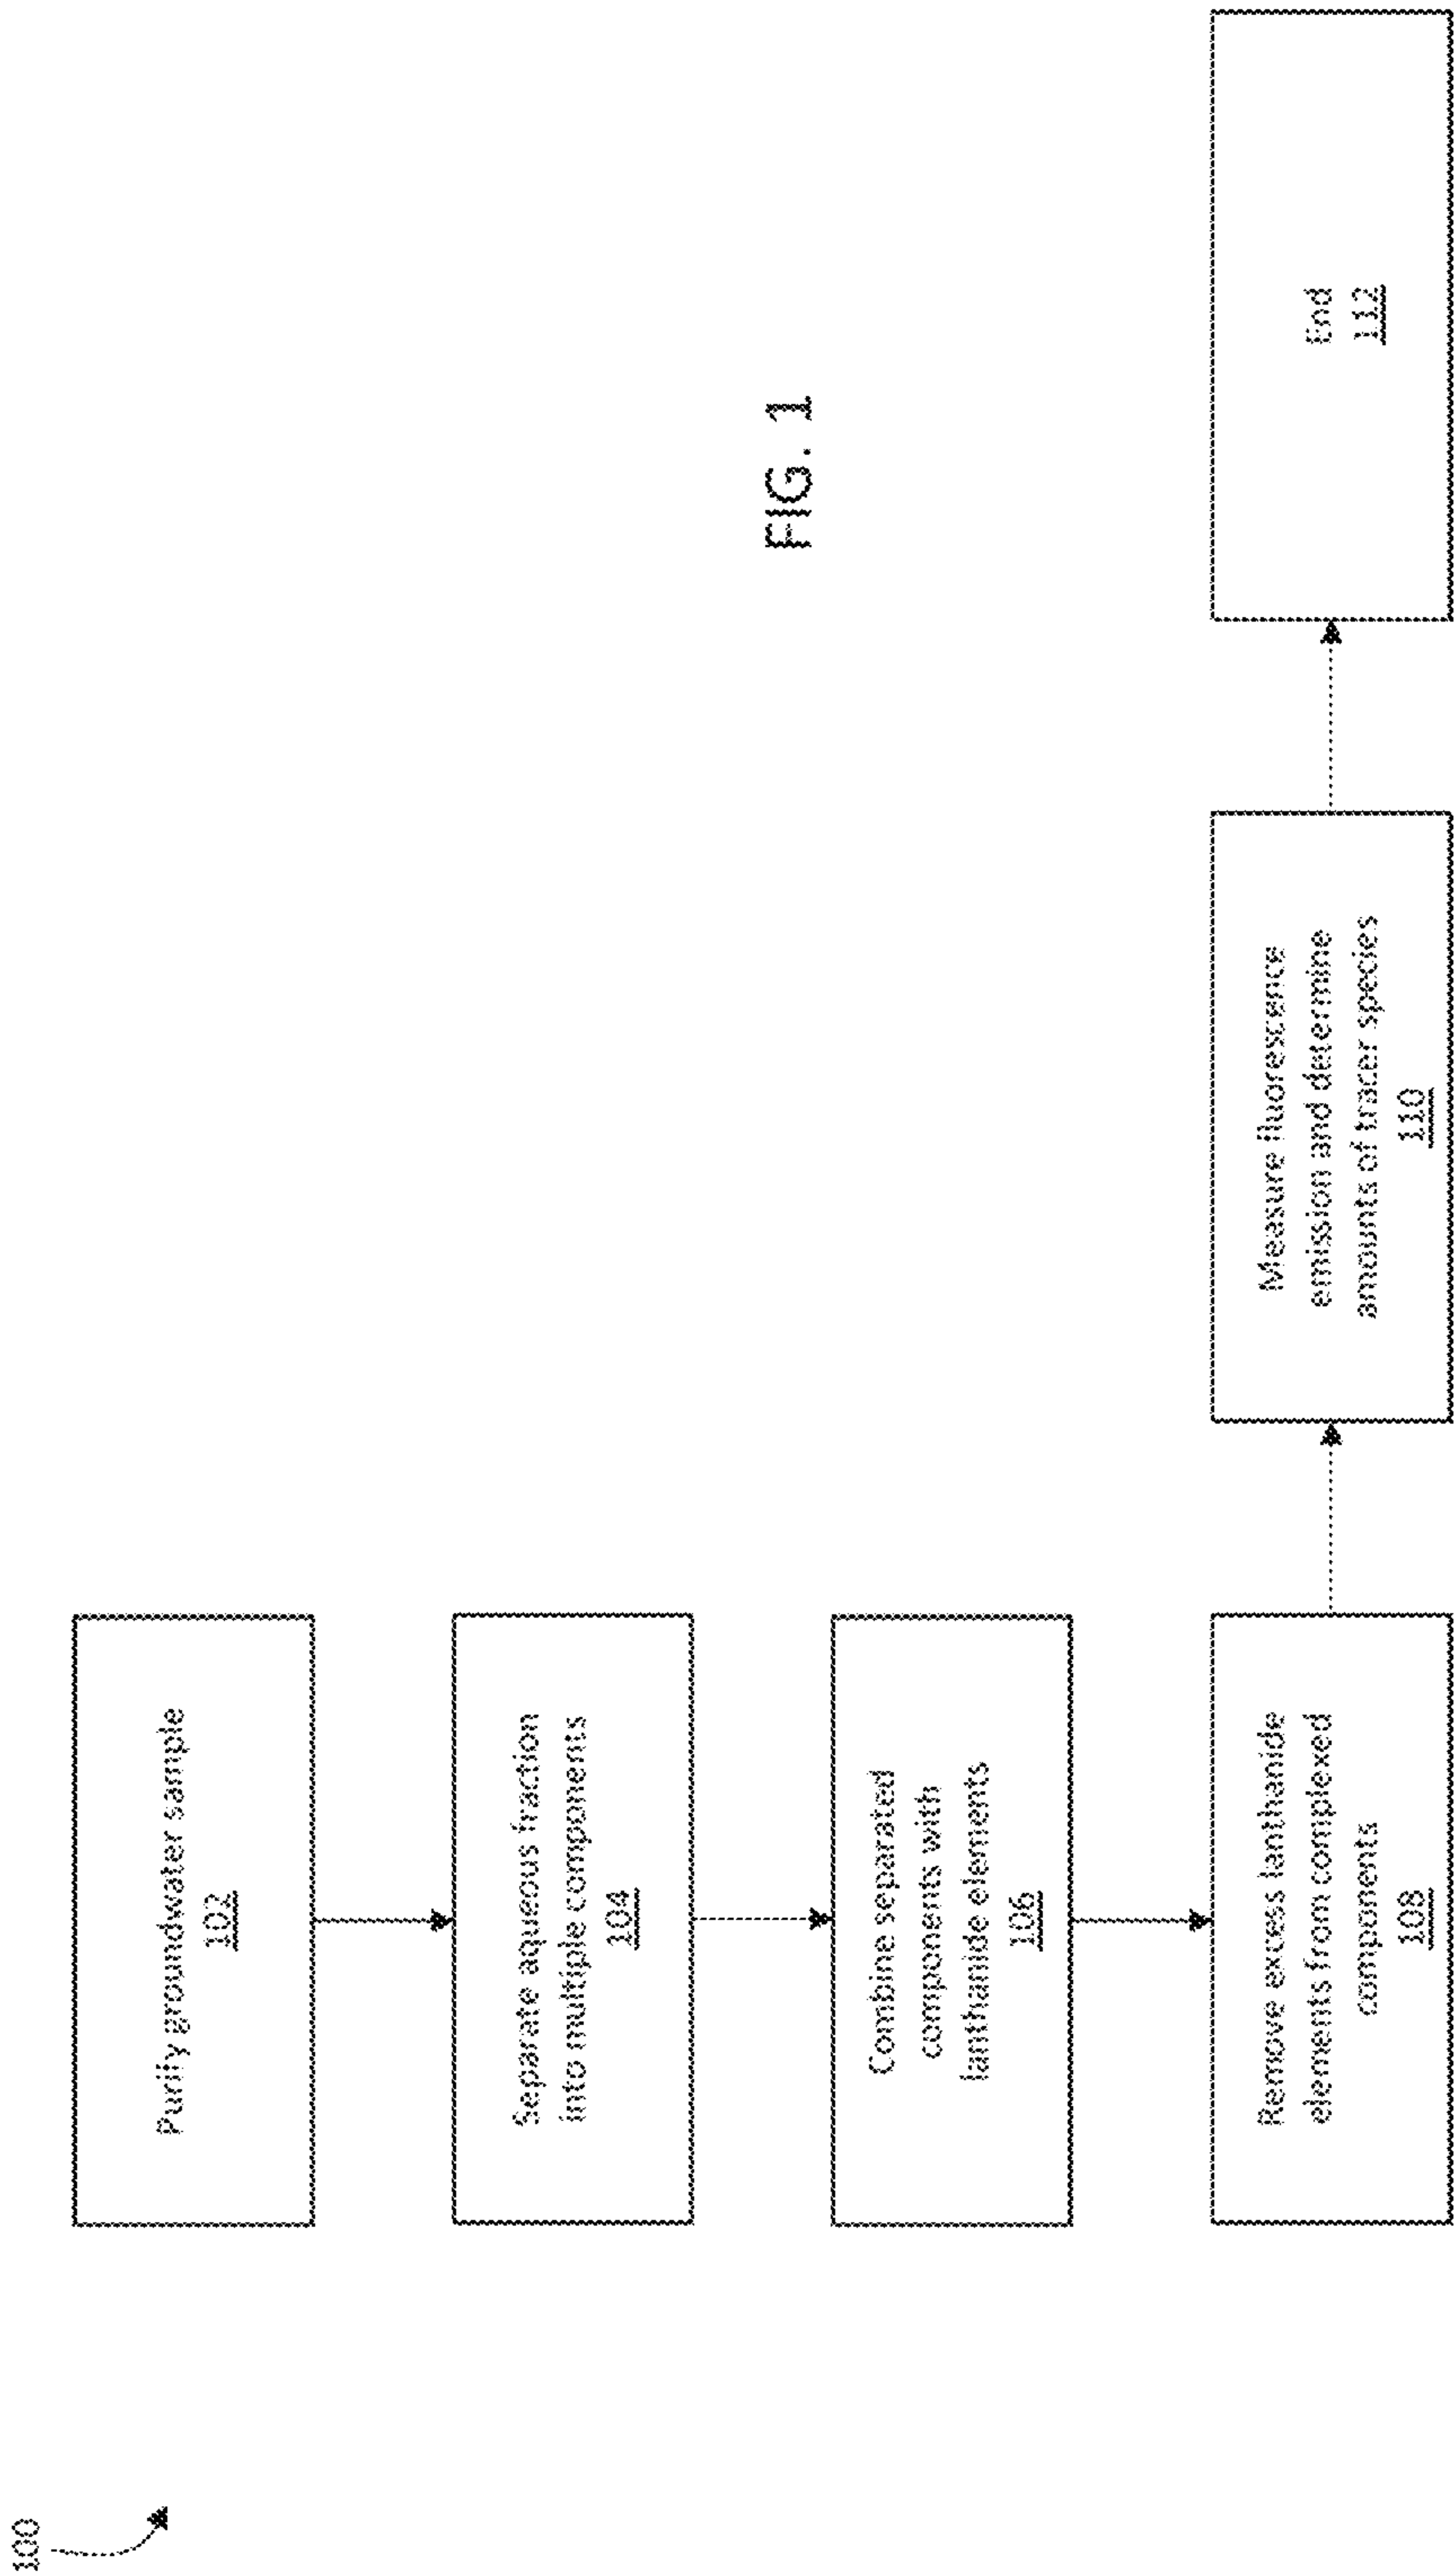 100
Purify groundwater sample
102
Separate aqueous fraction
into multiple components
104
Combine separated
components with
lanthanide elements
106
Remove excess lanthanide
elements from complexed
components
108
Measure fluorescence
emission and determine
amounts of tracer species
110
End
112
FIG. 1